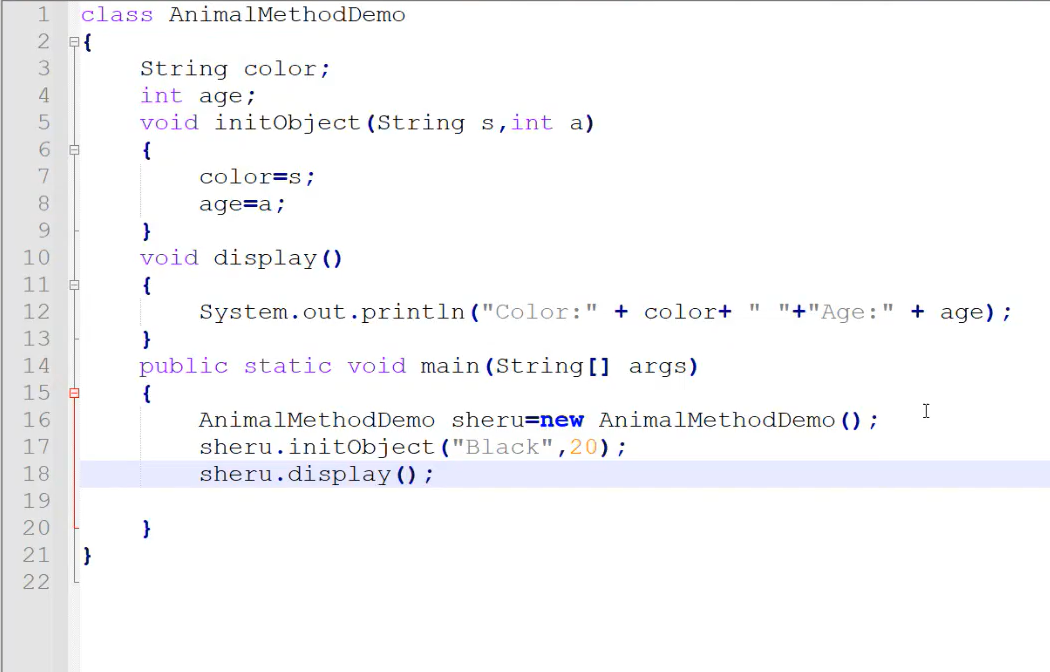 1 class AnimalMethodDemo
2 {
3 String color;
4 int age;
5 void initObject(String s,int a)
6 {
7 color=s;
8 age=a;
9 }
10 void display()
11 {
12 System.out.println("Color:" + color+ " "+"Age:" + age);
13 }
14 public static void main(String[] args)
15 {
16 AnimalMethodDemo sheru=new AnimalMethodDemo();
17 sheru.initObject("Black",20);
18 sheru.display();
19
20 }
21 }
22